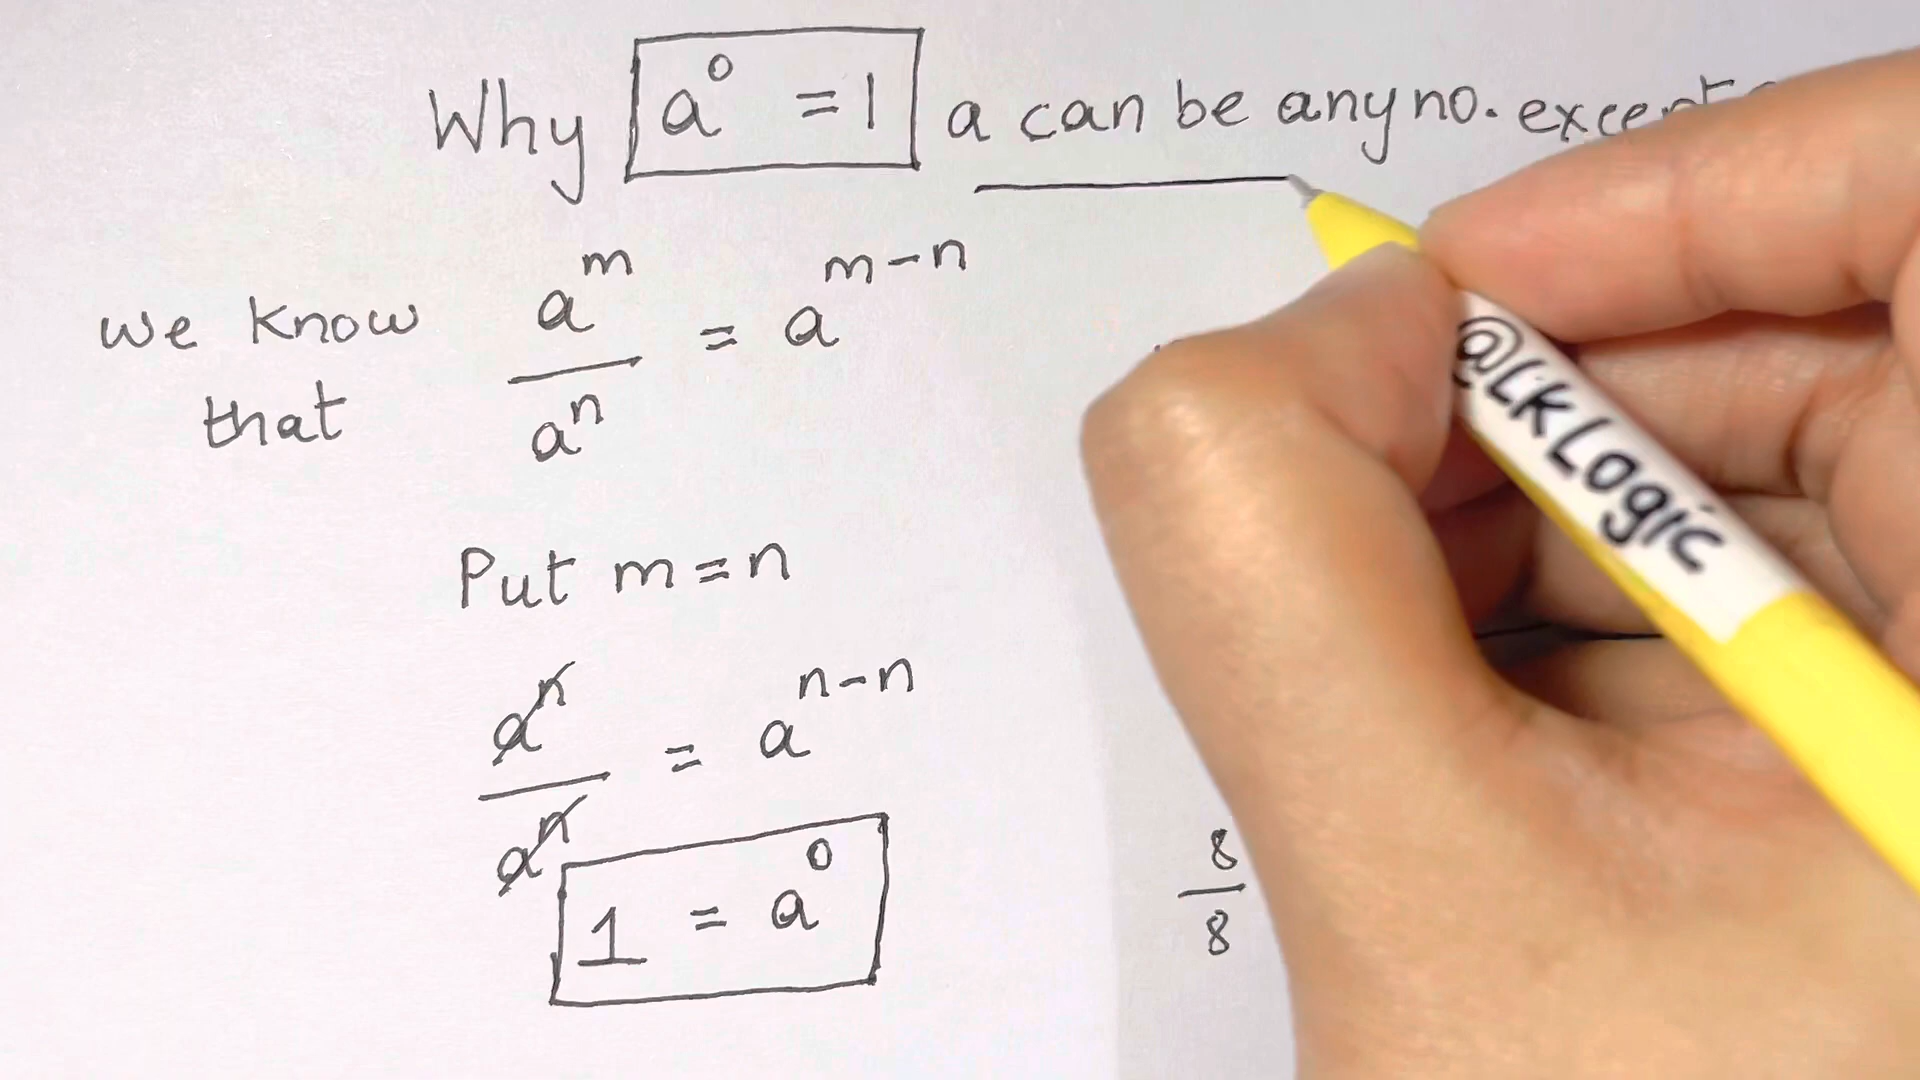 Why a⁰ = 1 a can be any no. except
we know that aᵐ/aⁿ = aᵐ⁻ⁿ
Put m = n
aⁿ/aⁿ = aⁿ⁻ⁿ
1 = a⁰
8/8
@LKLogic